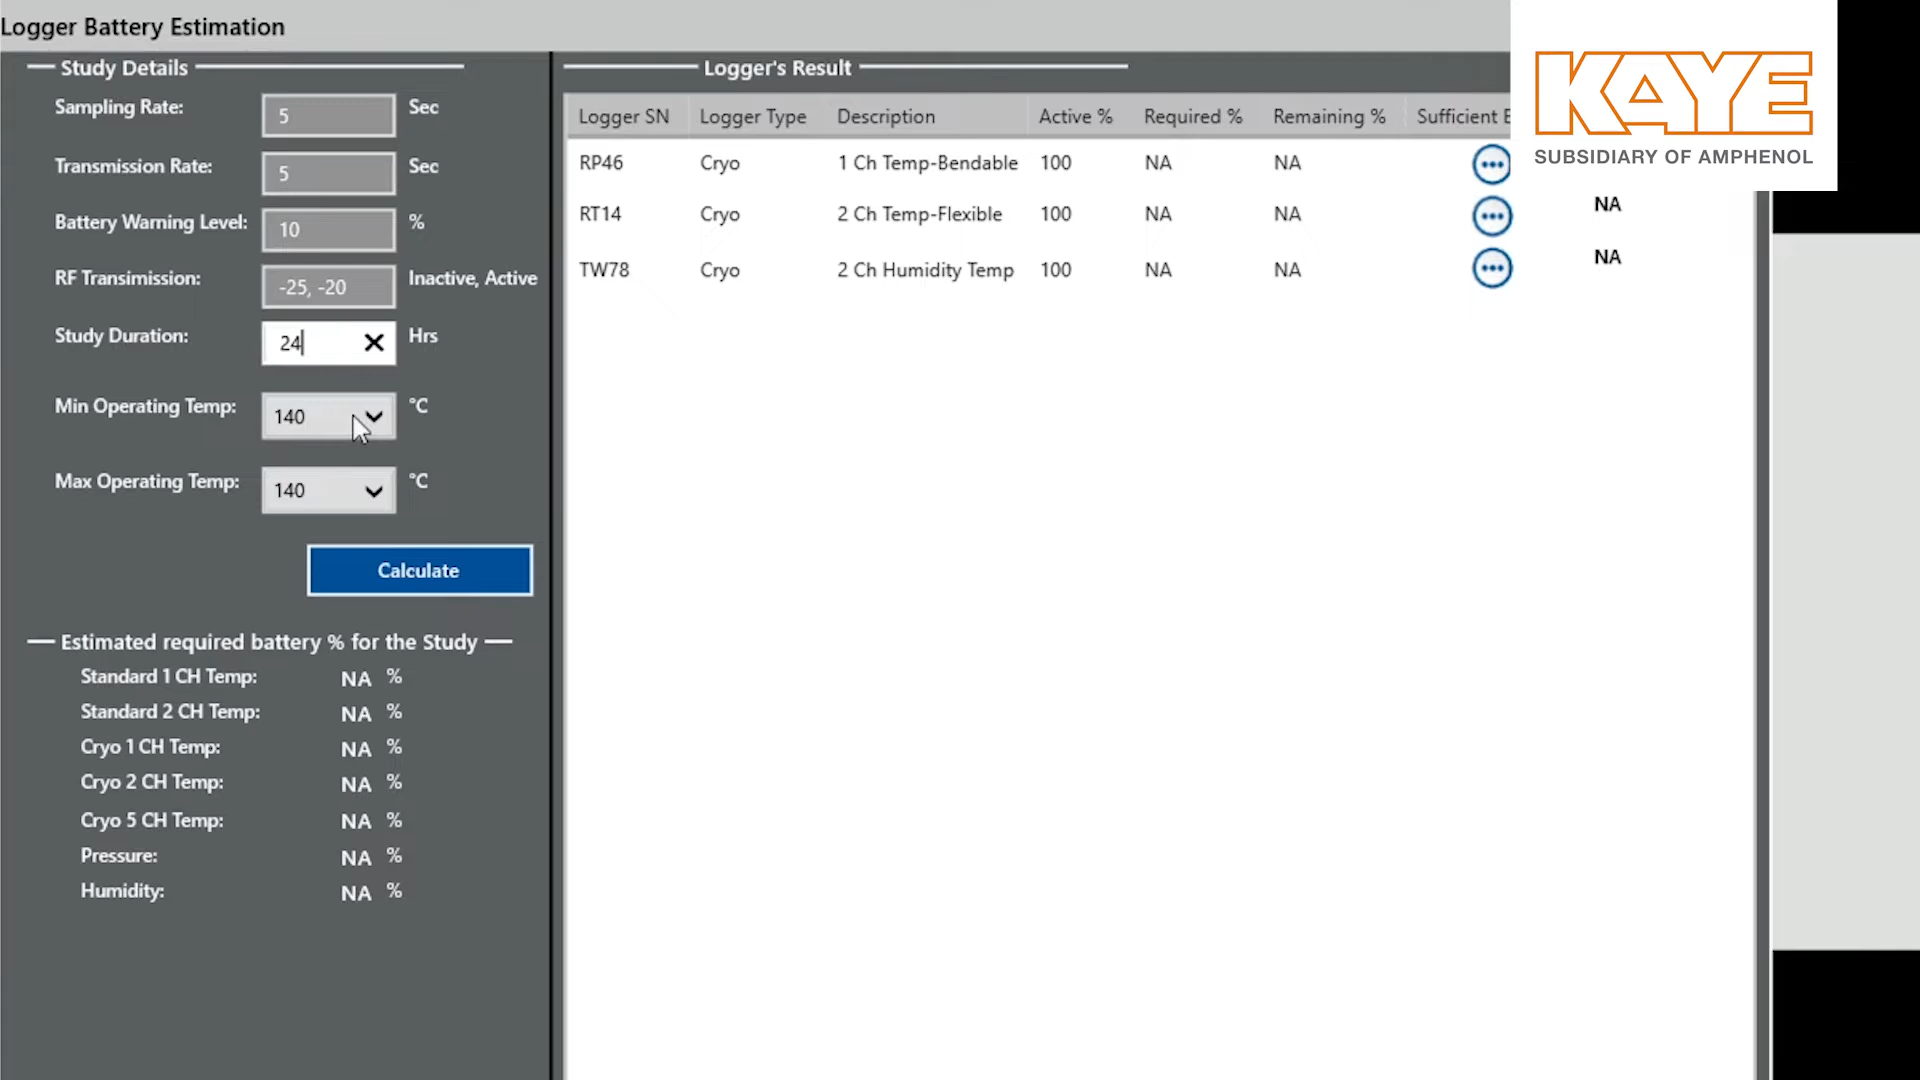 Logger Battery Estimation
Study Details
Sampling Rate: 5 Sec
Transmission Rate: 5 Sec
Battery Warning Level: 10 %
RF Transimission: -25, -20 Inactive, Active
Study Duration: 24 Hrs
Min Operating Temp: 140 °C
Max Operating Temp: 140 °C
Calculate
Estimated required battery % for the Study
Standard 1 CH Temp: NA %
Standard 2 CH Temp: NA %
Cryo 1 CH Temp: NA %
Cryo 2 CH Temp: NA %
Cryo 5 CH Temp: NA %
Pressure: NA %
Humidity: NA %
Logger's Result
Logger SN Logger Type Description Active % Required % Remaining % Sufficient
RP46 Cryo 1 Ch Temp-Bendable 100 NA NA
RT14 Cryo 2 Ch Temp-Flexible 100 NA NA NA
TW78 Cryo 2 Ch Humidity Temp 100 NA NA NA
KAYE
SUBSIDIARY OF AMPHENOL